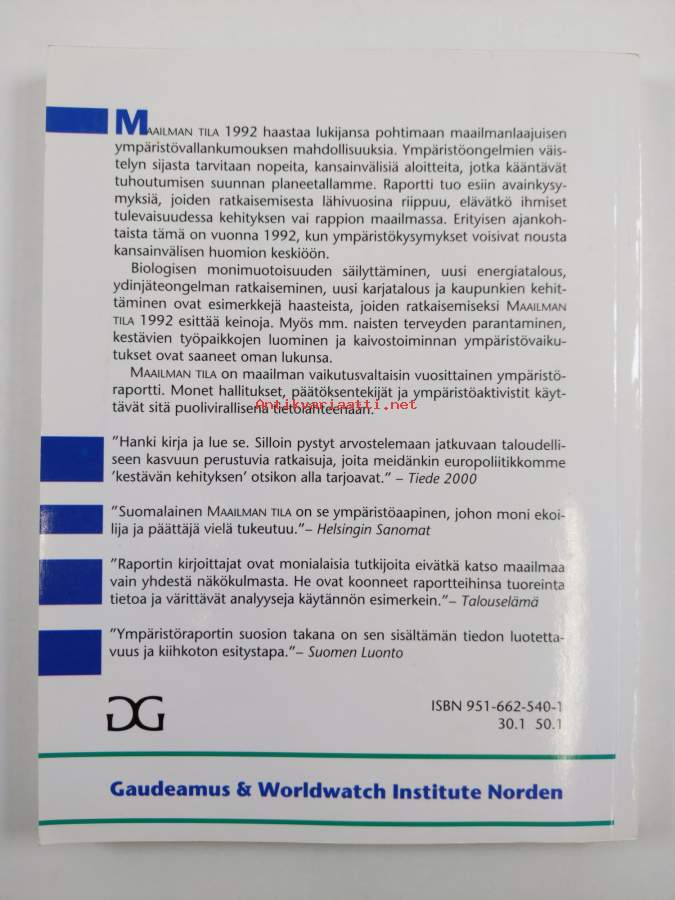 MAAILMAN TILA 1992 haastaa lukijansa pohtimaan maailmanlaajuisen
ympäristövallankumouksen mahdollisuuksia. Ympäristöongelmien väis-
telyn sijasta tarvitaan nopeita, kansainvälisiä aloitteita, jotka kääntävät
tuhoutumisen suunnan planeetallamme. Raportti tuo esiin avainkysy-
myksiä, joiden ratkaisemisesta lähivuosina riippuu, elävätkö ihmiset
tulevaisuudessa kehityksen vai rappion maailmassa. Erityisen ajankoh-
taista tämä on vuonna 1992, kun ympäristökysymykset voisivat nousta
kansainvälisen huomion keskiöön.
Biologisen monimuotoisuuden säilyttäminen, uusi energiatalous,
ydinjäteongelman ratkaiseminen, uusi karjatalous ja kaupunkien kehit-
täminen ovat esimerkkejä haasteista, joiden ratkaisemiseksi MAAILMAN
TILA 1992 esittää keinoja. Myös mm. naisten terveyden parantaminen,
kestävien työpaikkojen luominen ja kaivostoiminnan ympäristövaiku-
tukset ovat saaneet oman lukunsa.
MAAILMAN TILA on maailman vaikutusvaltaisin vuosittainen ympäristö-
raportti. Monet hallitukset, päätöksentekijät ja ympäristöaktivistit käyt-
tävät sitä puolivirallisena tietolähteenään.
Antikvariaatti.net
"Hanki kirja ja lue se. Silloin pystyt arvostelemaan jatkuvaan taloudelli-
seen kasvuun perustuvia ratkaisuja, joita meidänkin europoliitikkomme
'kestävän kehityksen' otsikon alla tarjoavat." – Tiede 2000
"Suomalainen MAAILMAN TILA on se ympäristöaapinen, johon moni ekoi-
lija ja päättäjä vielä tukeutuu."– Helsingin Sanomat
"Raportin kirjoittajat ovat monialaisia tutkijoita eivätkä katso maailmaa
vain yhdestä näkökulmasta. He ovat koonneet raportteihinsa tuoreinta
tietoa ja värittävät analyyseja käytännön esimerkein."– Talouselämä
"Ympäristöraportin suosion takana on sen sisältämän tiedon luotetta-
vuus ja kiihkoton esitystapa."– Suomen Luonto
GG
ISBN 951-662-540-1
30.1 50.1
Gaudeamus & Worldwatch Institute Norden